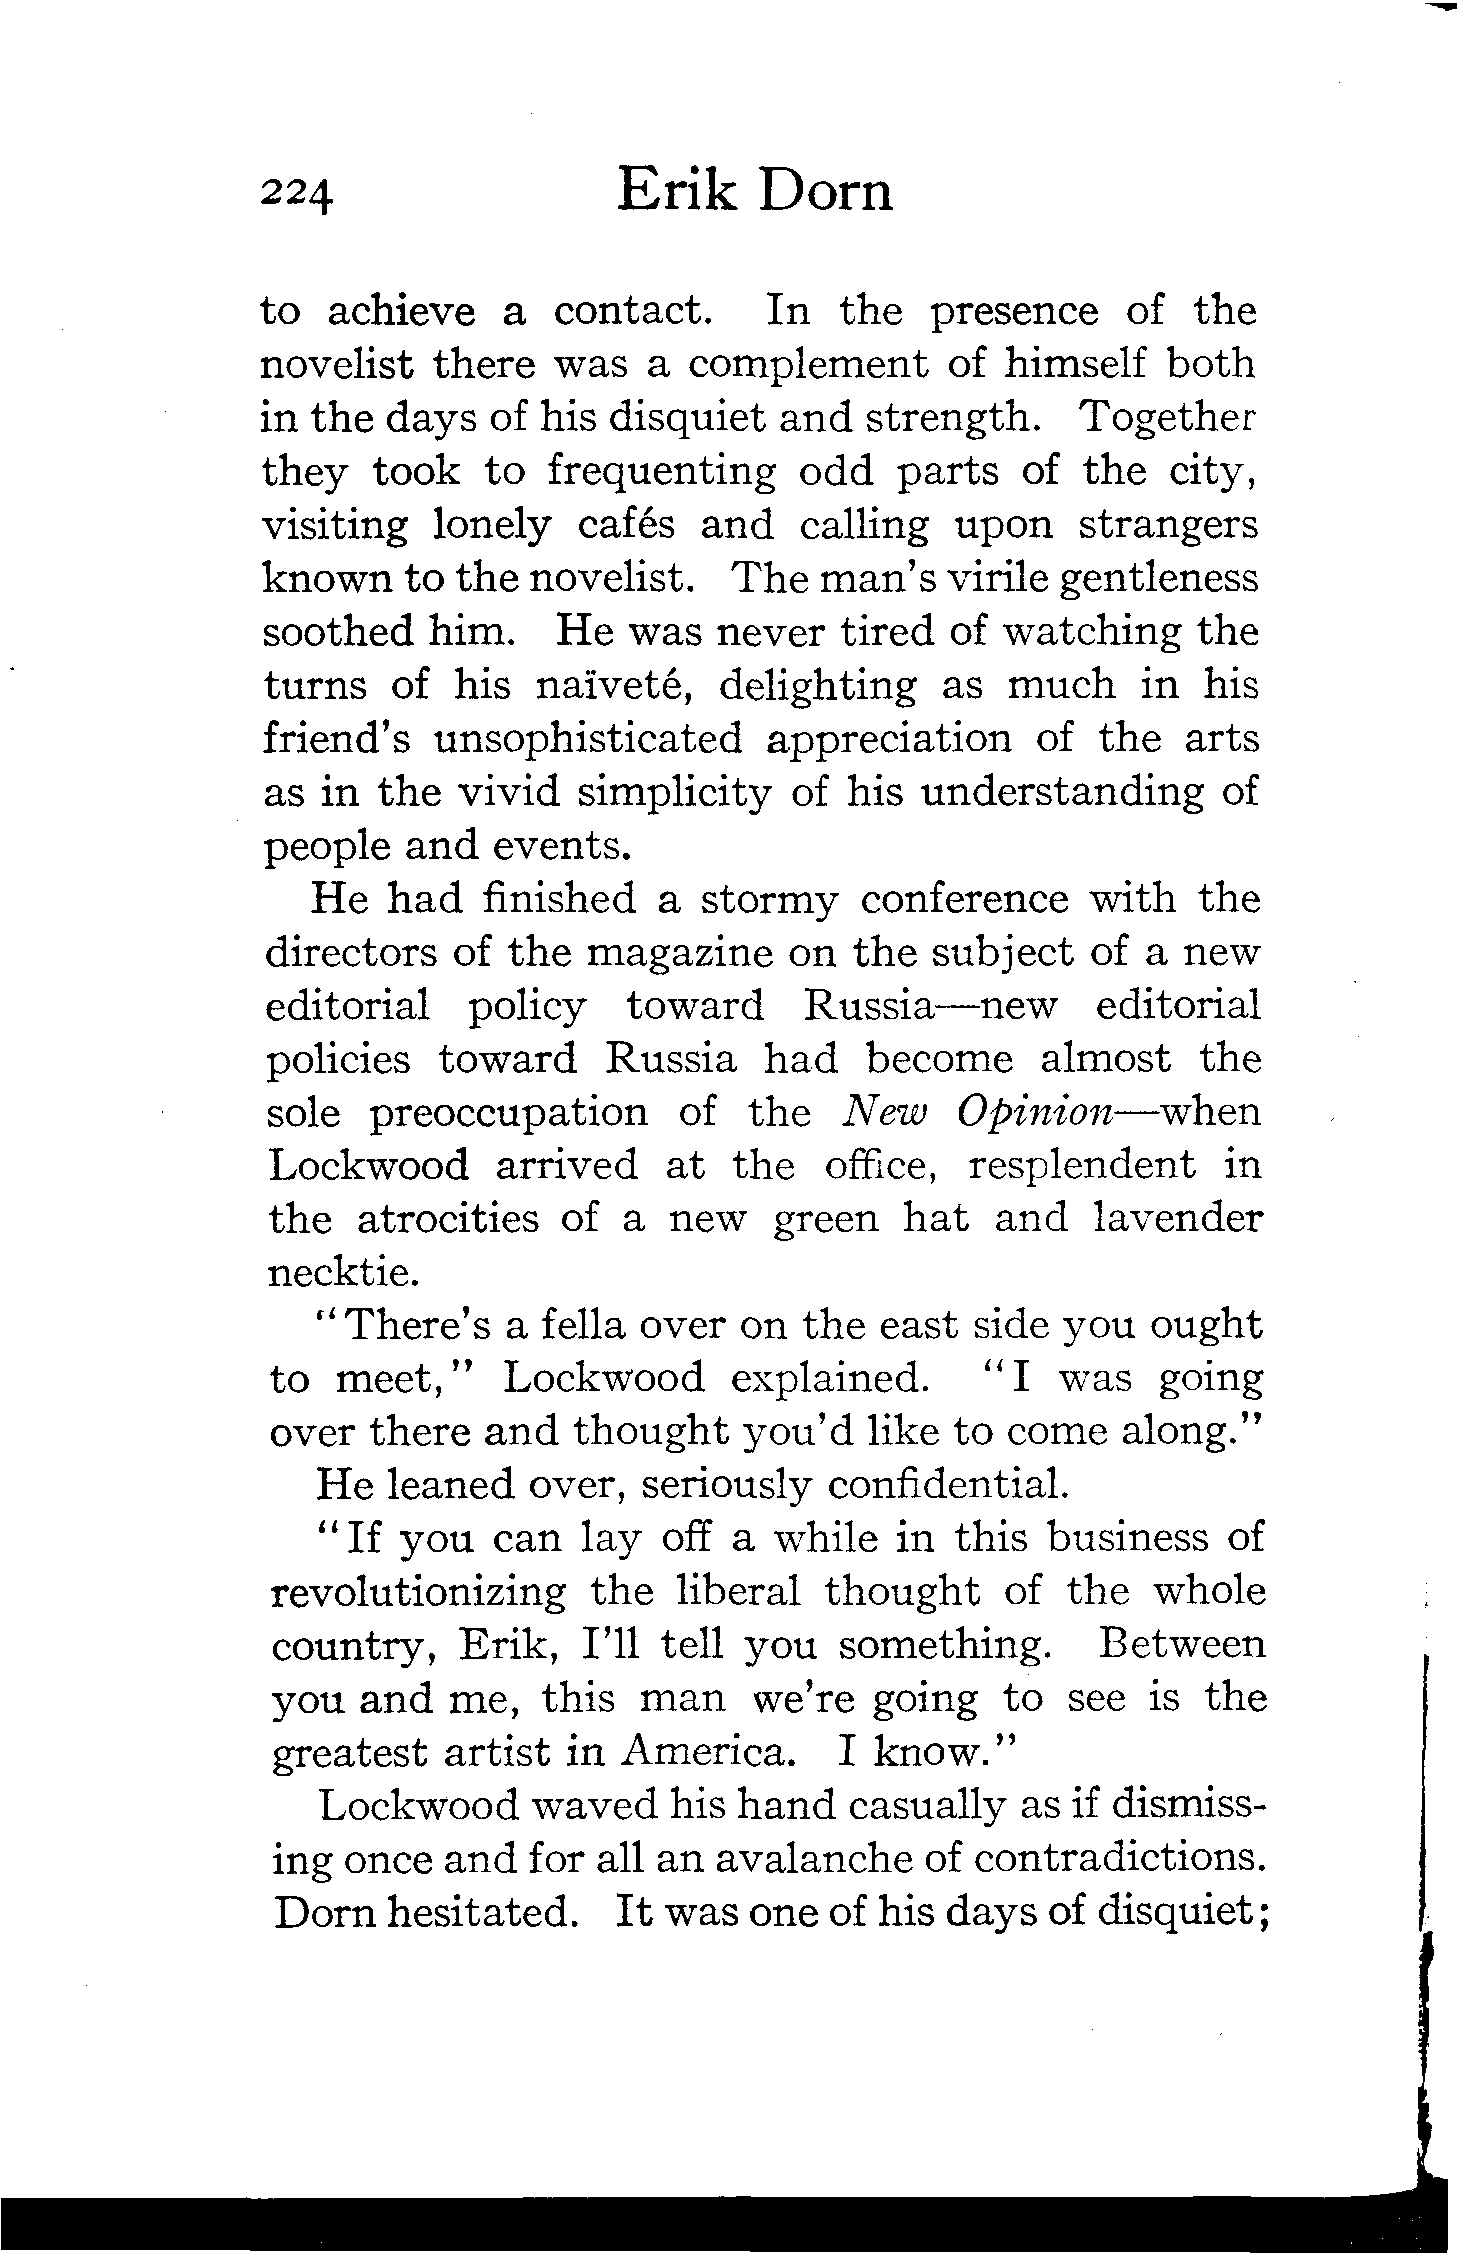 224 Erik Dorn
to achieve a contact. In the presence of the
novelist there was a complement of himself both
in the days of his disquiet and strength. Together
they took to frequenting odd parts of the city,
visiting lonely cafés and calling upon strangers
known to the novelist. The man's virile gentleness
soothed him. He was never tired of watching the
turns of his naïveté, delighting as much in his
friend's unsophisticated appreciation of the arts
as in the vivid simplicity of his understanding of
people and events.
He had finished a stormy conference with the
directors of the magazine on the subject of a new
editorial policy toward Russia—new editorial
policies toward Russia had become almost the
sole preoccupation of the New Opinion—when
Lockwood arrived at the office, resplendent in
the atrocities of a new green hat and lavender
necktie.
"There's a fella over on the east side you ought
to meet," Lockwood explained. "I was going
over there and thought you'd like to come along."
He leaned over, seriously confidential.
"If you can lay off a while in this business of
revolutionizing the liberal thought of the whole
country, Erik, I'll tell you something. Between
you and me, this man we're going to see is the
greatest artist in America. I know."
Lockwood waved his hand casually as if dismiss-
ing once and for all an avalanche of contradictions.
Dorn hesitated. It was one of his days of disquiet;